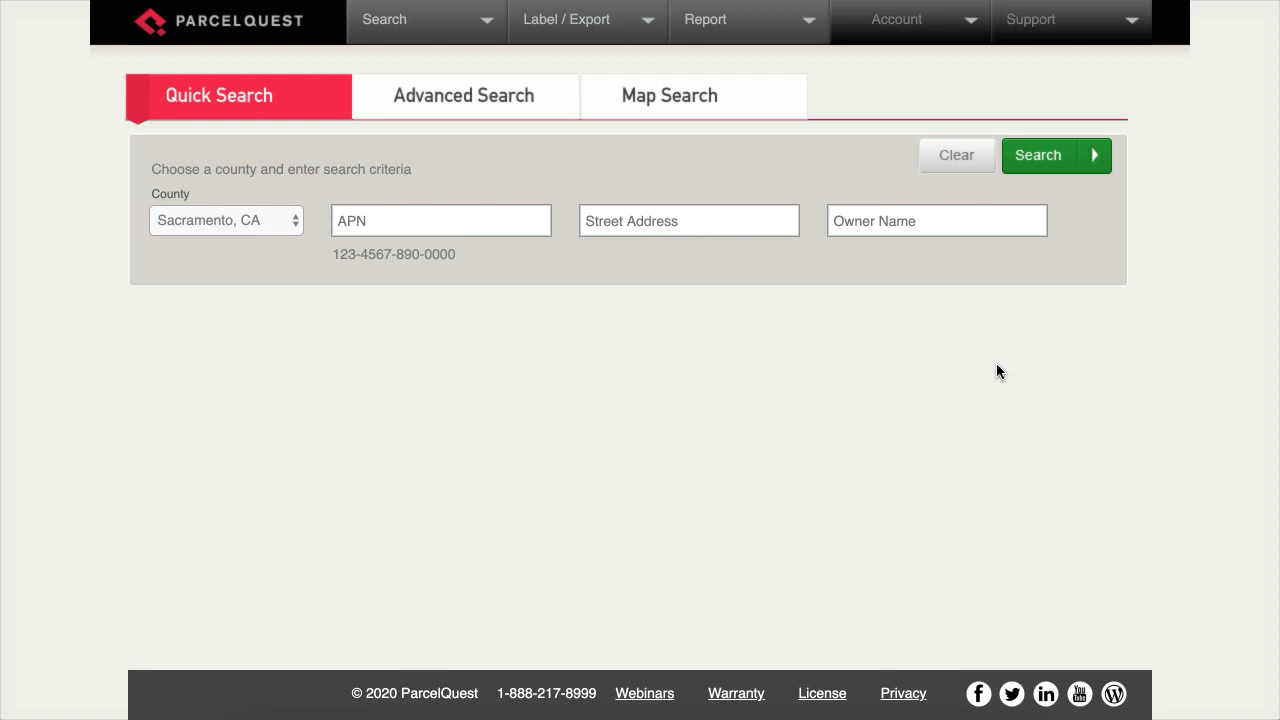 PARCELQUEST Search Label / Export Report Account Support
Quick Search Advanced Search Map Search
Clear Search
Choose a county and enter search criteria
County
Sacramento, CA APN Street Address Owner Name
123-4567-890-0000
© 2020 ParcelQuest 1-888-217-8999 Webinars Warranty License Privacy